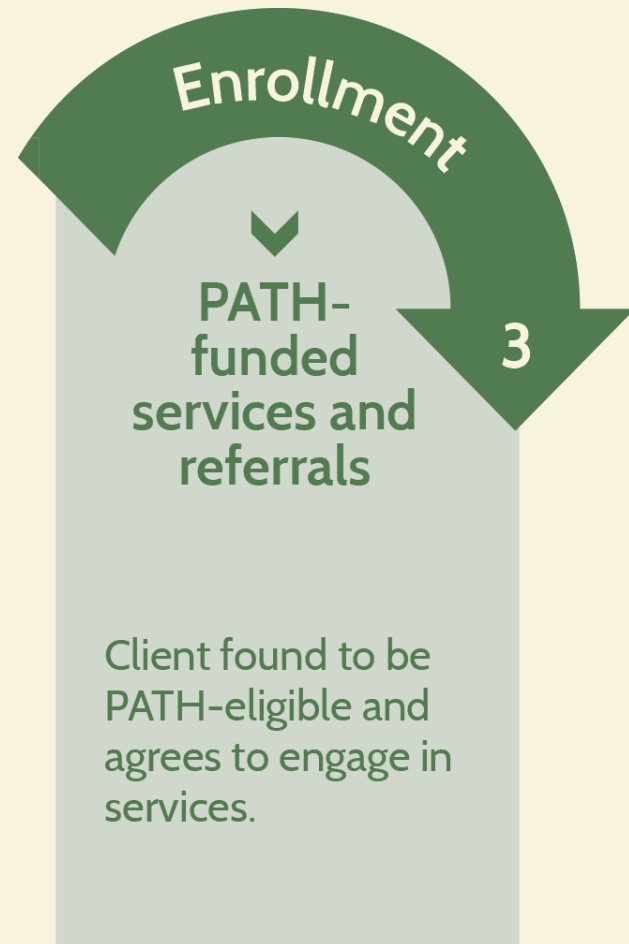 Enrollment
3
PATH-
funded
services and
referrals
Client found to be
PATH-eligible and
agrees to engage in
services.